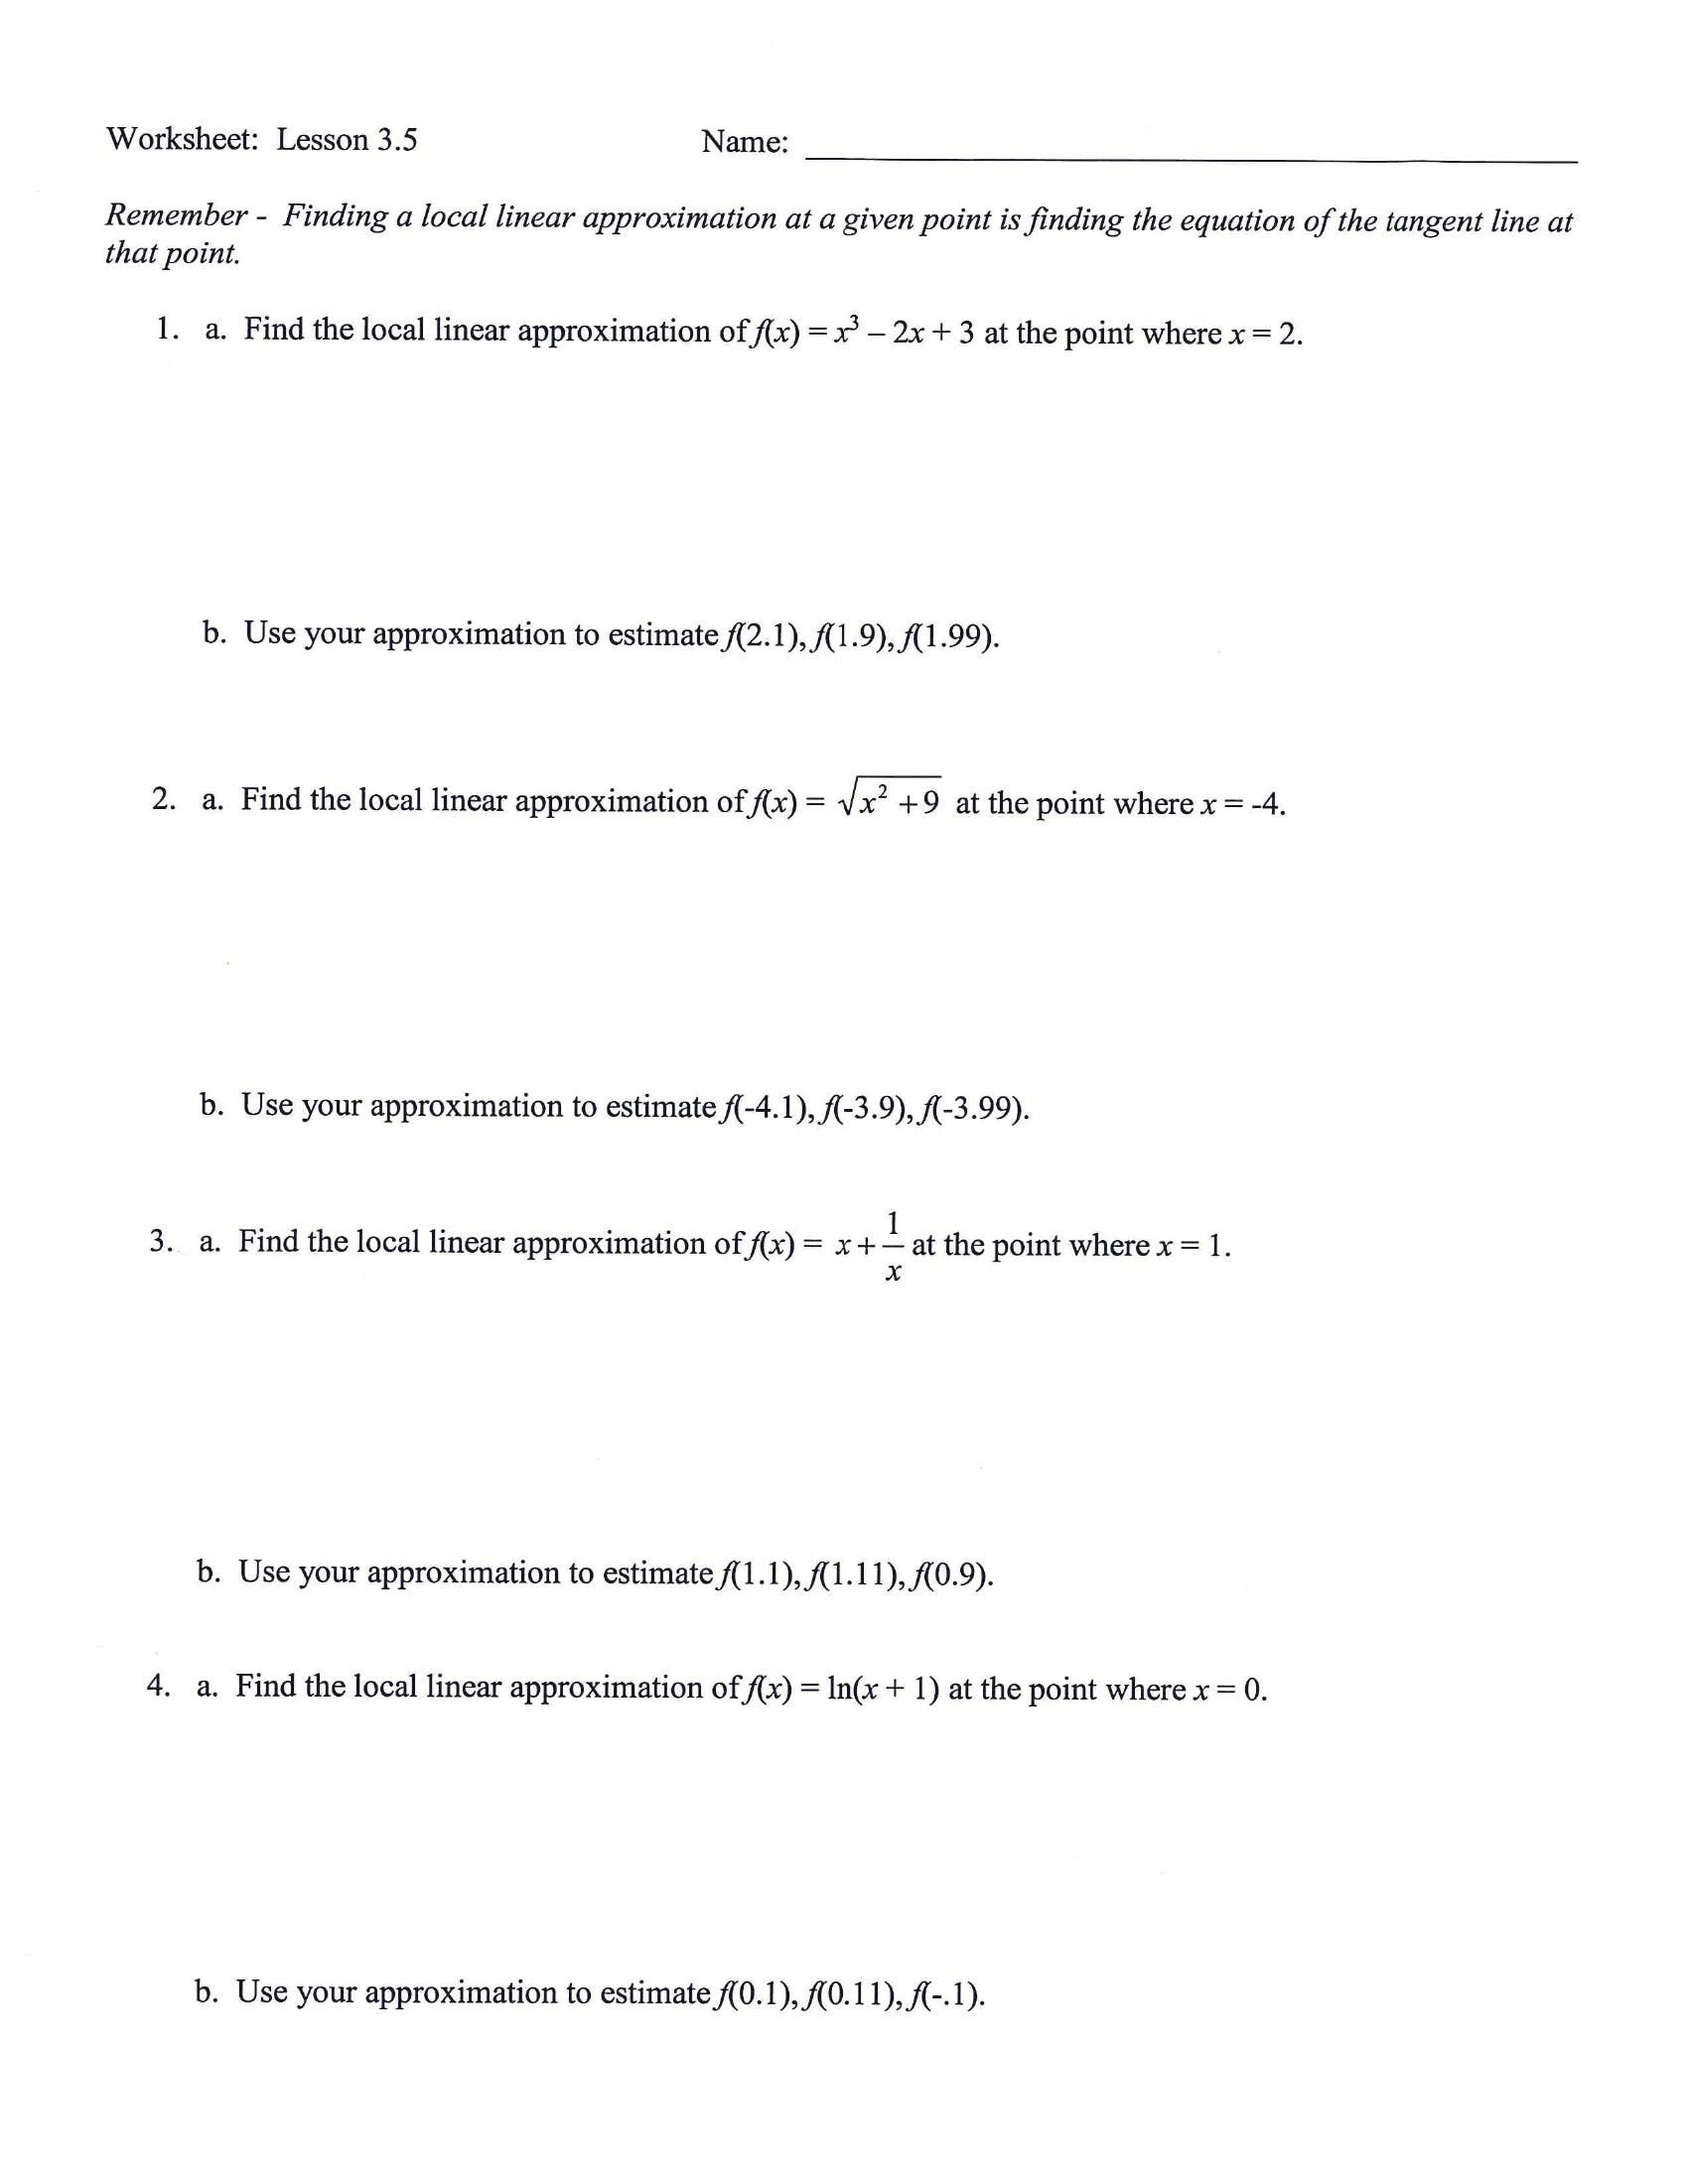 Worksheet: Lesson 3.5 Name:
Remember - Finding a local linear approximation at a given point is finding the equation of the tangent line at
that point.
1. a. Find the local linear approximation of f(x) = x³ – 2x + 3 at the point where x = 2.
b. Use your approximation to estimate f(2.1), f(1.9), f(1.99).
2. a. Find the local linear approximation of f(x) = √(x² + 9) at the point where x = -4.
b. Use your approximation to estimate f(-4.1), f(-3.9), f(-3.99).
3. a. Find the local linear approximation of f(x) = x + 1/x at the point where x = 1.
b. Use your approximation to estimate f(1.1), f(1.11), f(0.9).
4. a. Find the local linear approximation of f(x) = ln(x + 1) at the point where x = 0.
b. Use your approximation to estimate f(0.1), f(0.11), f(-.1).